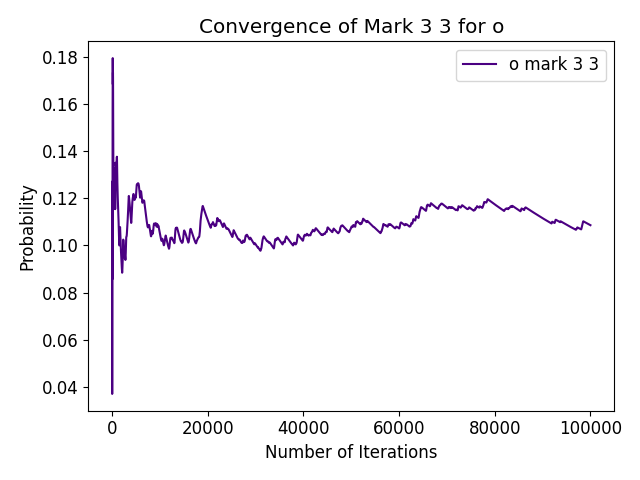 Convergence of Mark 3 3 for o
o mark 3 3
Probability
0.18
0.16
0.14
0.12
0.10
0.08
0.06
0.04
0 20000 40000 60000 80000 100000
Number of Iterations